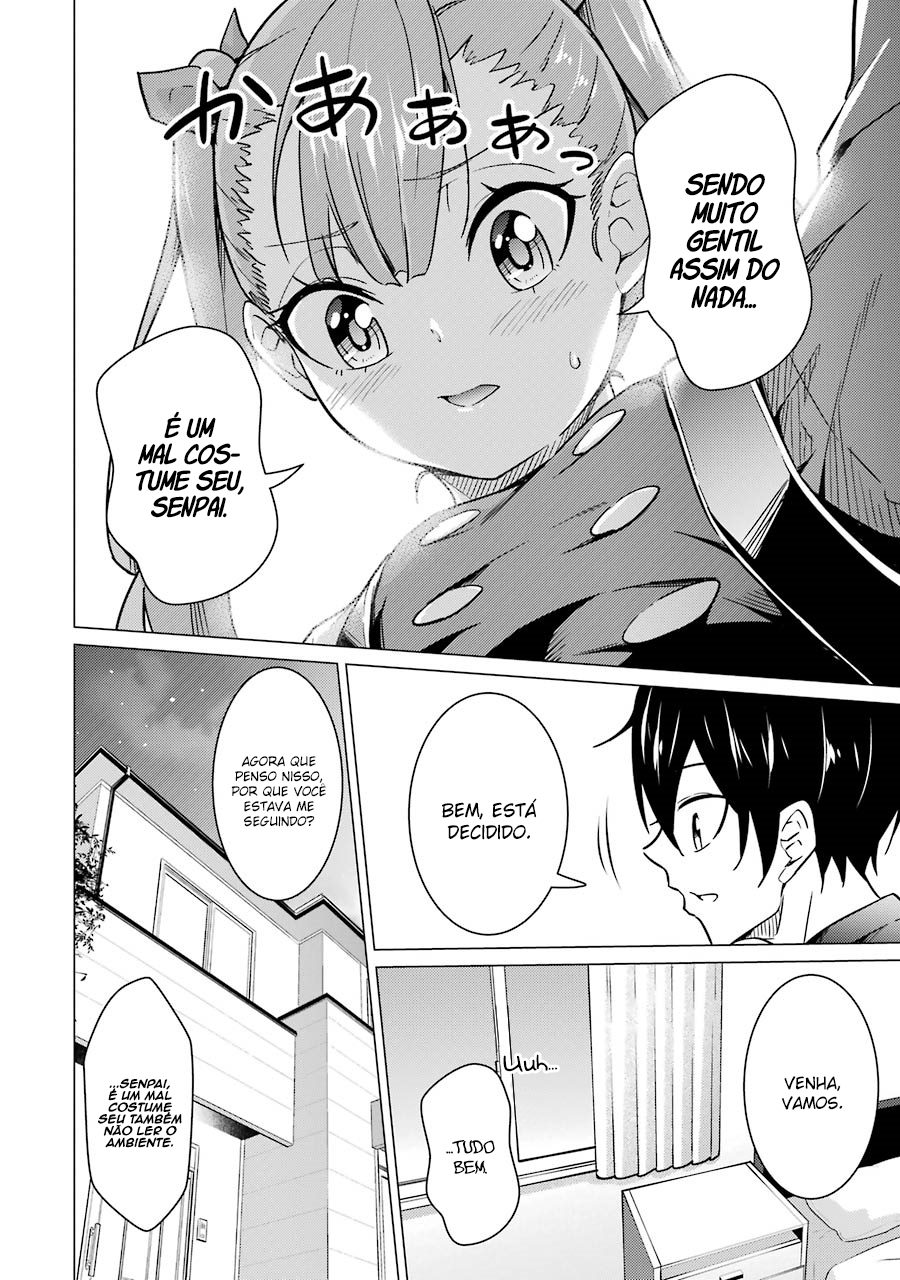 かあぁぁぁっ
SENDO
MUITO
GENTIL
ASSIM DO
NADA...
É UM
MAL COS-
TUME SEU,
SENPAI.
BEM, ESTÁ
DECIDIDO.
AGORA QUE
PENSO NISSO,
POR QUE VOCÊ
ESTAVA ME
SEGUINDO?
VENHA,
VAMOS.
Uuh...
...TUDO
BEM.
...SENPAI,
É UM MAL
COSTUME
SEU TAMBÉM
NÃO LER O
AMBIENTE.